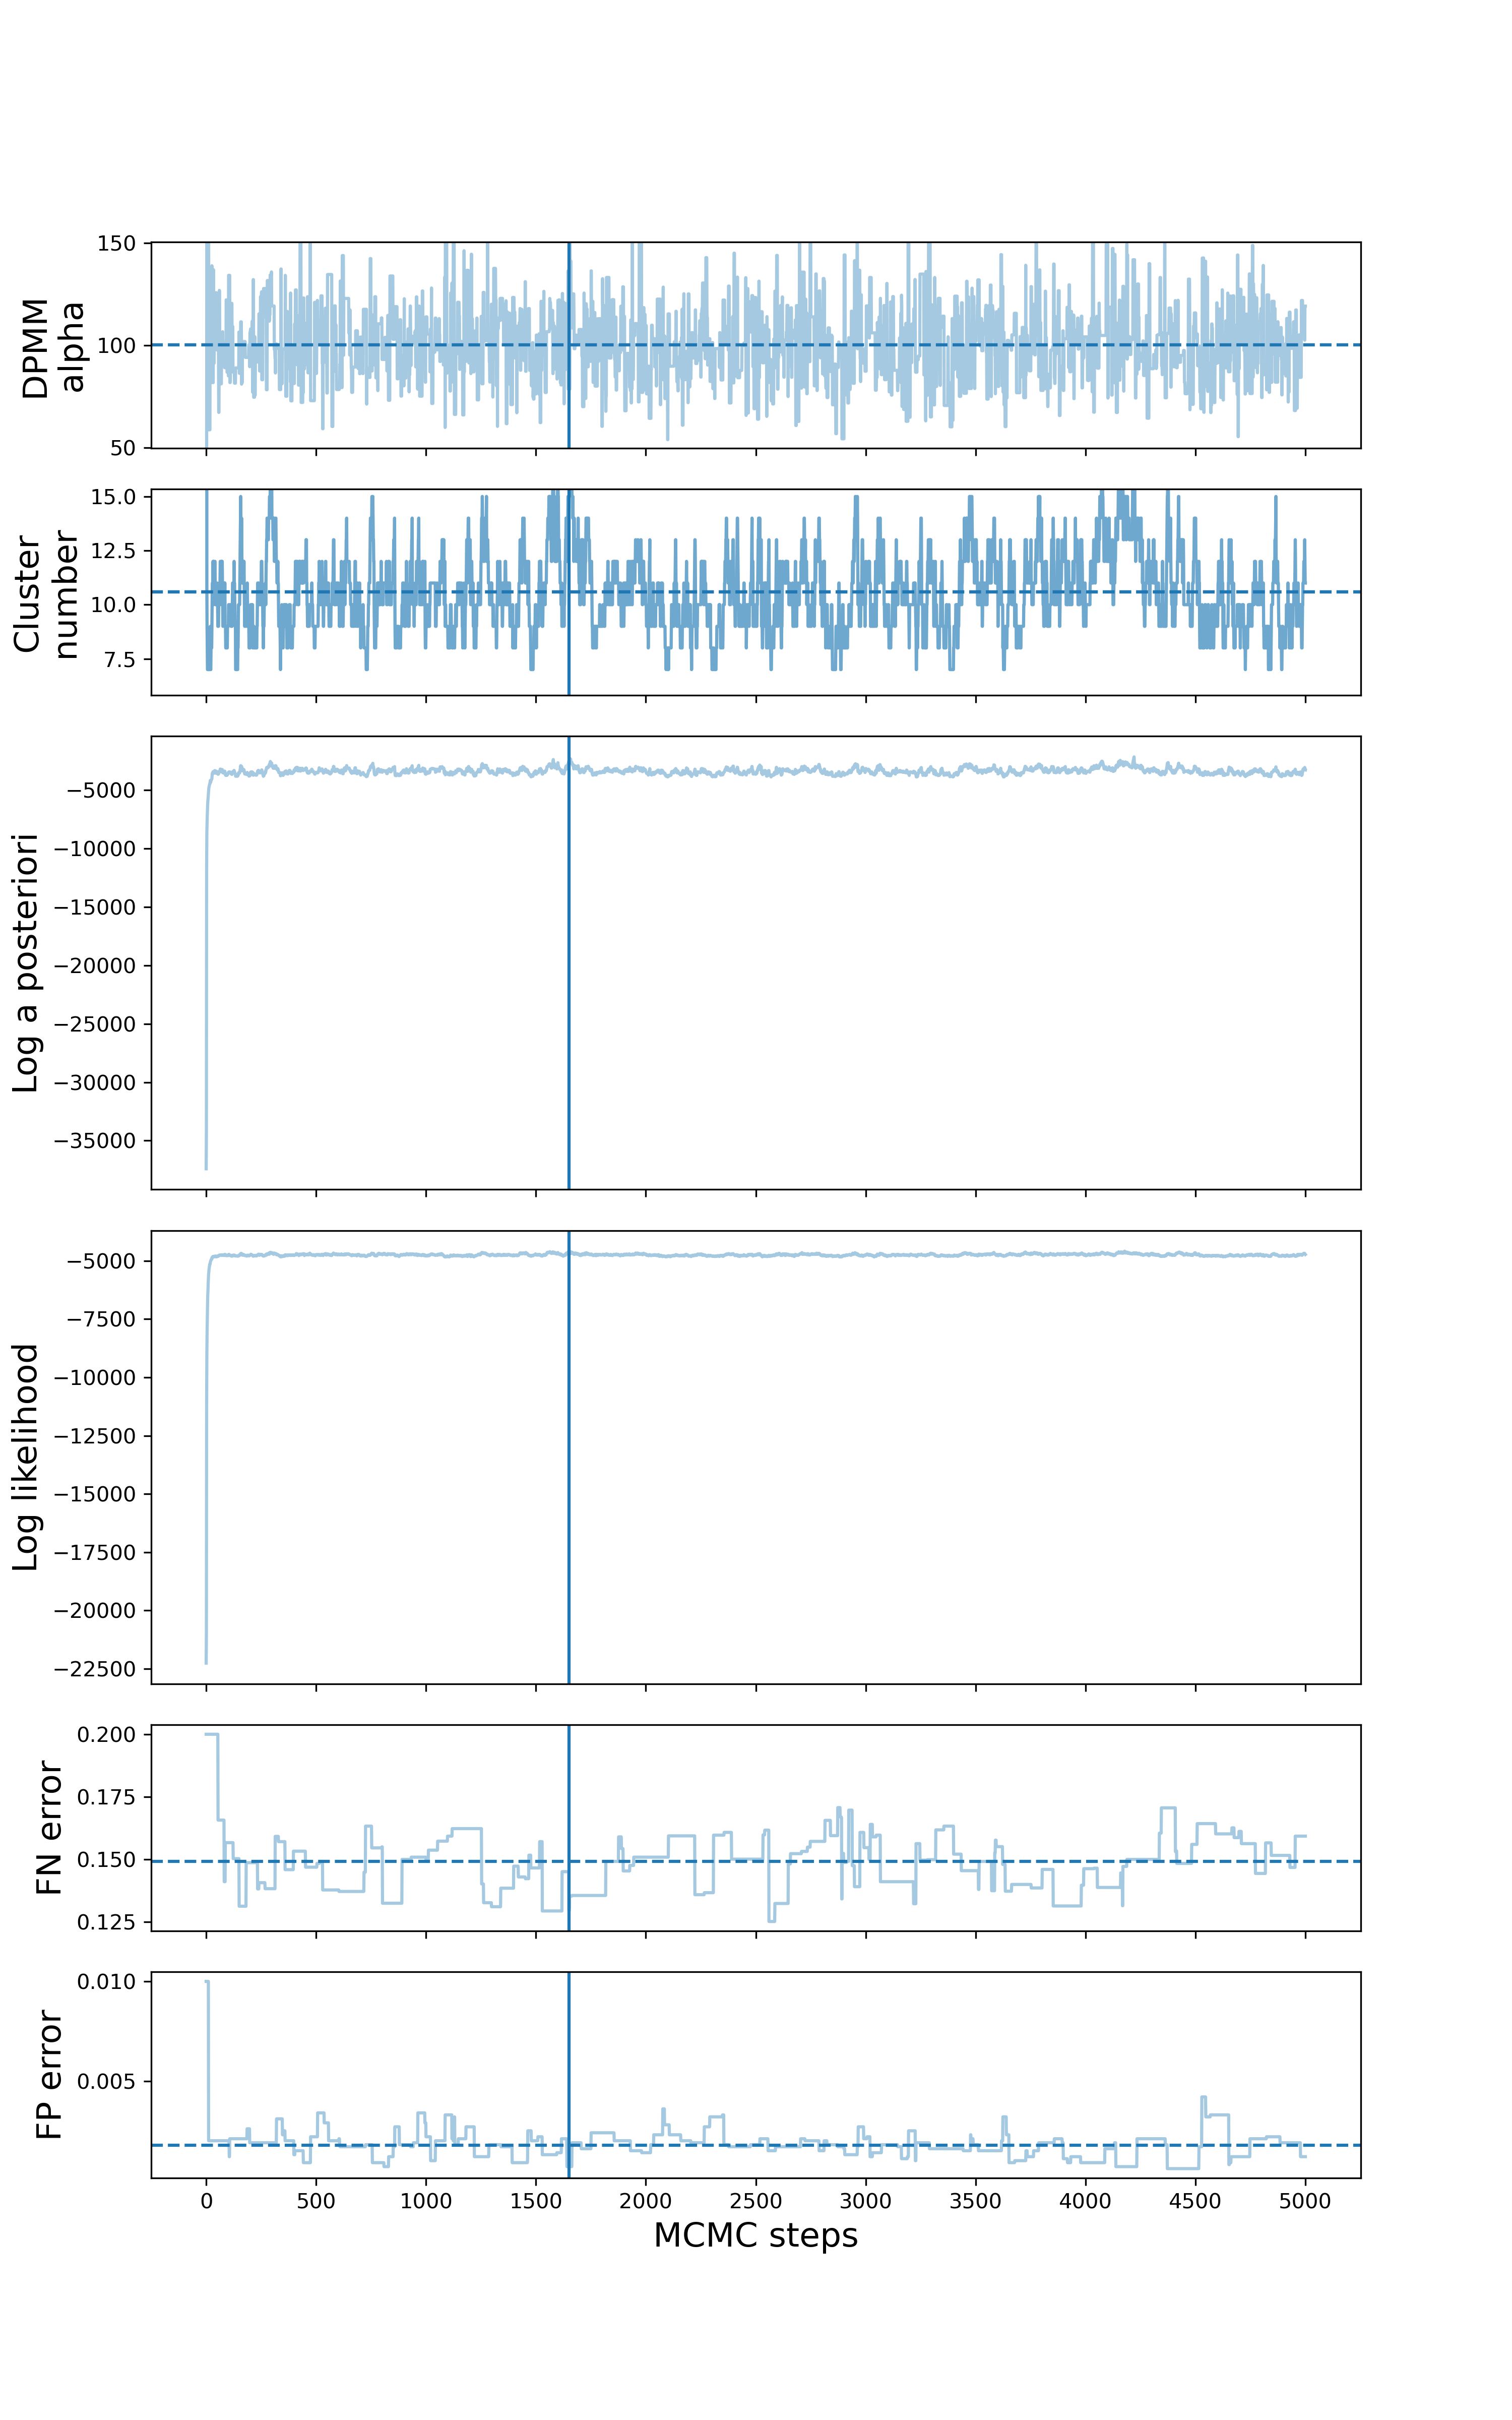 DPMM
alpha
150
100
50
Cluster
number
15.0
12.5
10.0
7.5
Log a posteriori
−5000
−10000
−15000
−20000
−25000
−30000
−35000
Log likelihood
−5000
−7500
−10000
−12500
−15000
−17500
−20000
−22500
FN error
0.200
0.175
0.150
0.125
FP error
0.010
0.005
0 500 1000 1500 2000 2500 3000 3500 4000 4500 5000
MCMC steps